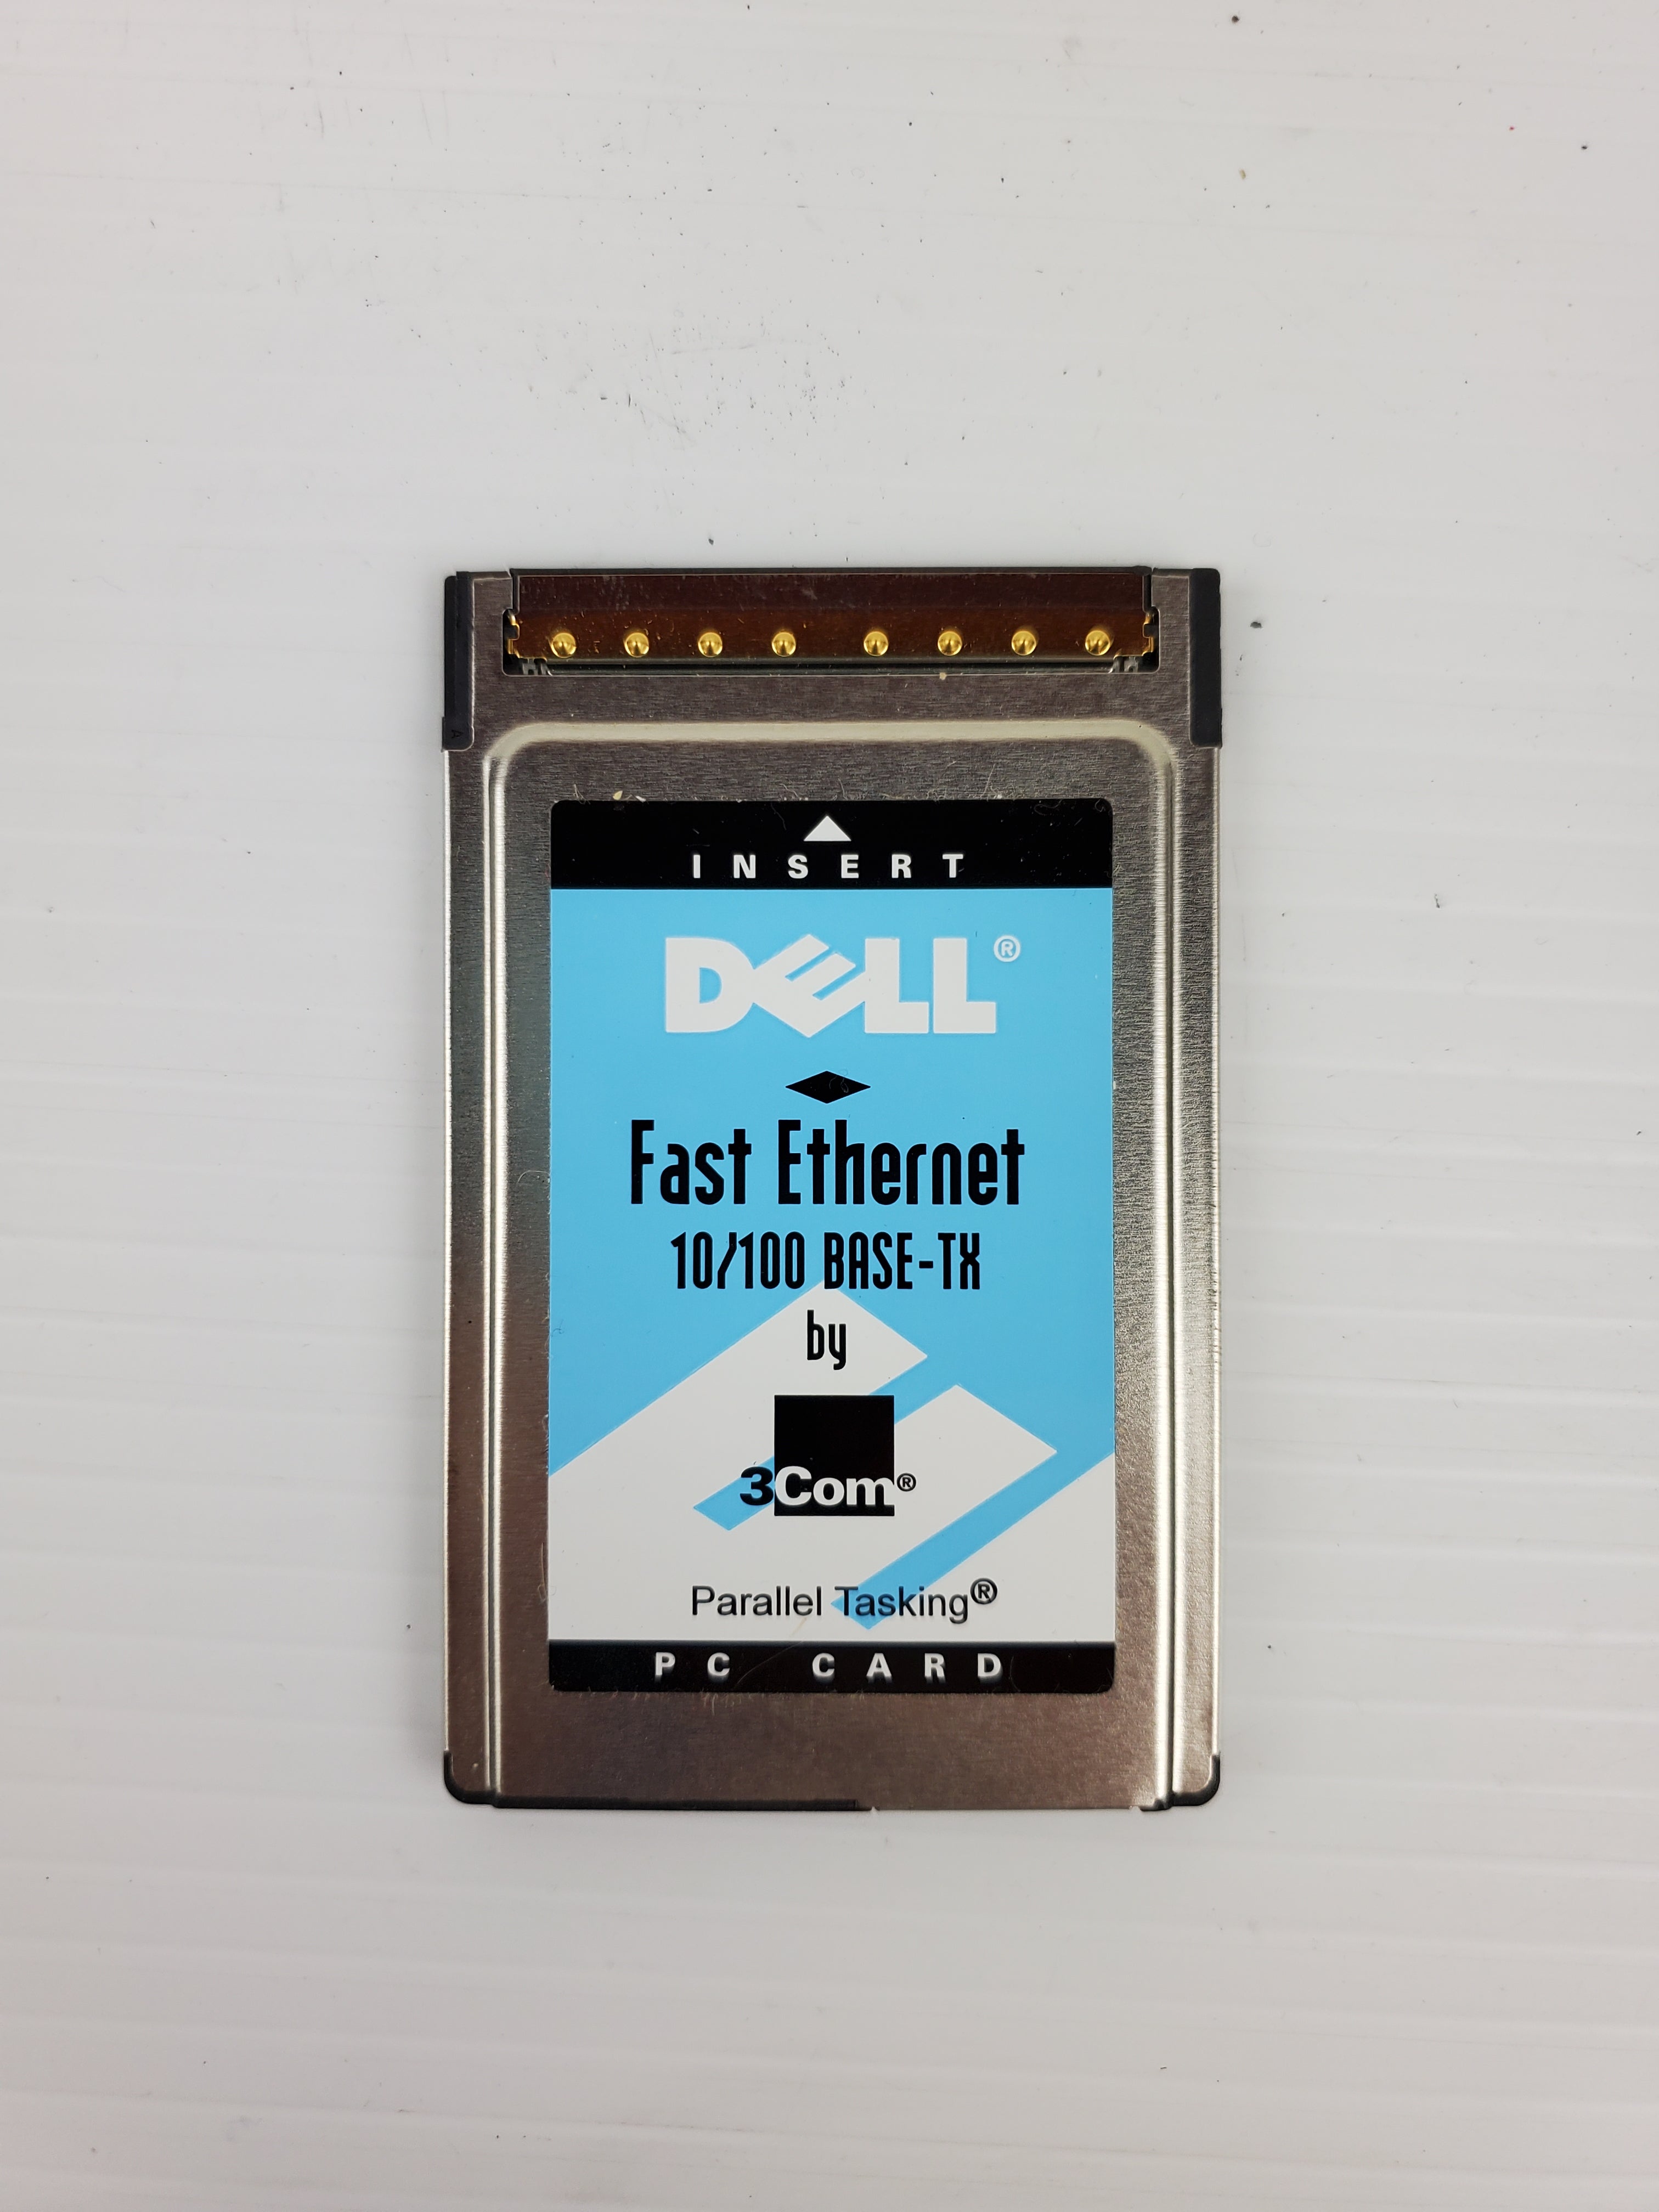 INSERT
DELL®
Fast Ethernet
10/100 BASE-TX
by
3Com®
Parallel Tasking®
PC CARD